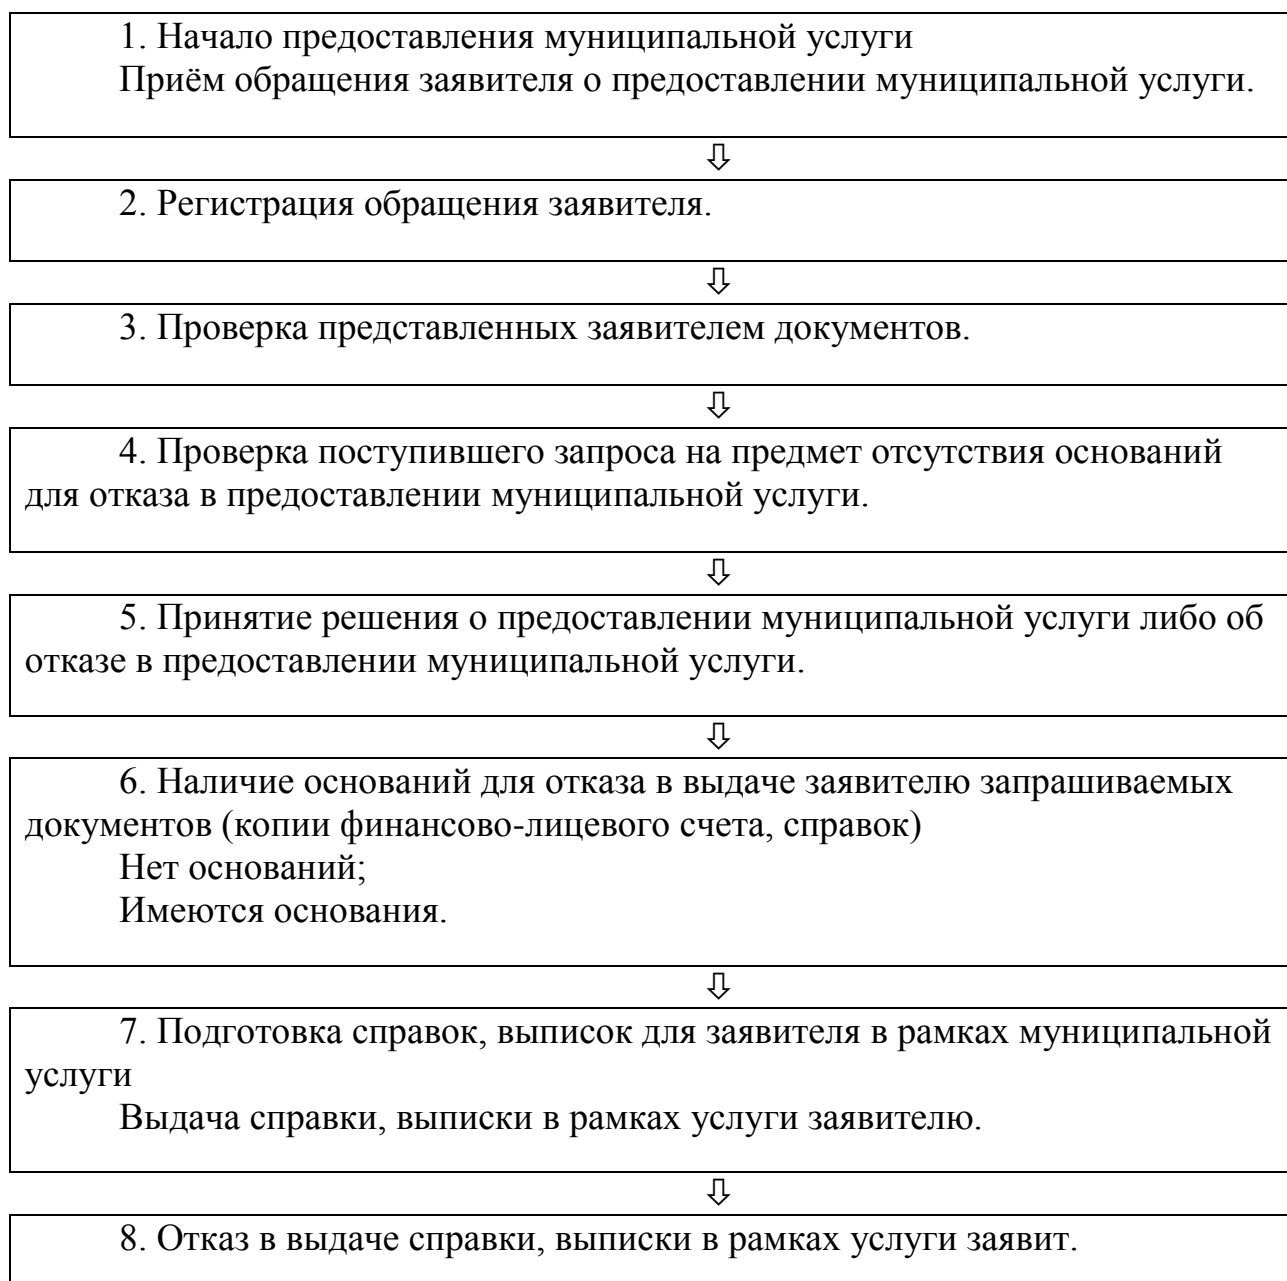 1. Начало предоставления муниципальной услуги
Приём обращения заявителя о предоставлении муниципальной услуги.
⇩
2. Регистрация обращения заявителя.
⇩
3. Проверка представленных заявителем документов.
⇩
4. Проверка поступившего запроса на предмет отсутствия оснований
для отказа в предоставлении муниципальной услуги.
⇩
5. Принятие решения о предоставлении муниципальной услуги либо об
отказе в предоставлении муниципальной услуги.
⇩
6. Наличие оснований для отказа в выдаче заявителю запрашиваемых
документов (копии финансово-лицевого счета, справок)
Нет оснований;
Имеются основания.
⇩
7. Подготовка справок, выписок для заявителя в рамках муниципальной
услуги
Выдача справки, выписки в рамках услуги заявителю.
⇩
8. Отказ в выдаче справки, выписки в рамках услуги заявит.